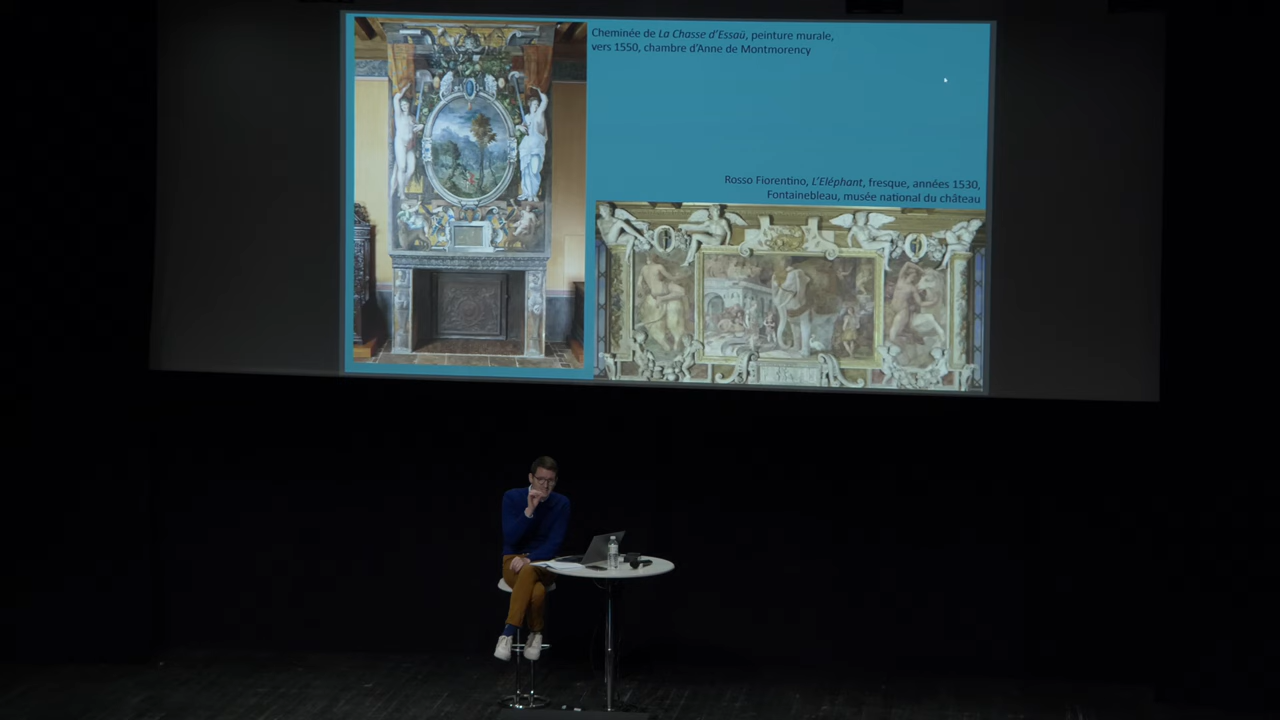 Cheminée de La Chasse d'Essaü, peinture murale,
vers 1550, chambre d'Anne de Montmorency
Rosso Fiorentino, L'Eléphant, fresque, années 1530,
Fontainebleau, musée national du château